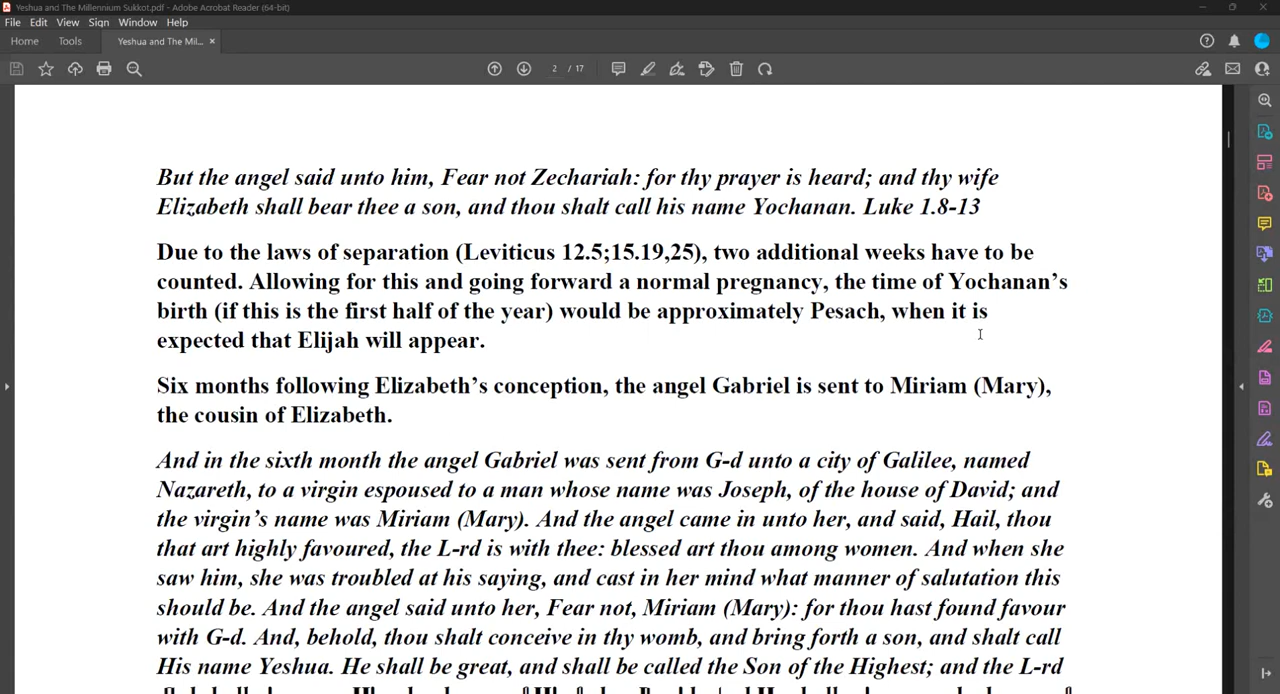 Yeshua and The Millennium Sukkot.pdf - Adobe Acrobat Reader (64-bit)
File Edit View Sign Window Help
Home Tools Yeshua and The Mil... ×
2 / 17
But the angel said unto him, Fear not Zechariah: for thy prayer is heard; and thy wife
Elizabeth shall bear thee a son, and thou shalt call his name Yochanan. Luke 1.8-13
Due to the laws of separation (Leviticus 12.5;15.19,25), two additional weeks have to be
counted. Allowing for this and going forward a normal pregnancy, the time of Yochanan’s
birth (if this is the first half of the year) would be approximately Pesach, when it is
expected that Elijah will appear.
Six months following Elizabeth’s conception, the angel Gabriel is sent to Miriam (Mary),
the cousin of Elizabeth.
And in the sixth month the angel Gabriel was sent from G-d unto a city of Galilee, named
Nazareth, to a virgin espoused to a man whose name was Joseph, of the house of David; and
the virgin’s name was Miriam (Mary). And the angel came in unto her, and said, Hail, thou
that art highly favoured, the L-rd is with thee: blessed art thou among women. And when she
saw him, she was troubled at his saying, and cast in her mind what manner of salutation this
should be. And the angel said unto her, Fear not, Miriam (Mary): for thou hast found favour
with G-d. And, behold, thou shalt conceive in thy womb, and bring forth a son, and shalt call
His name Yeshua. He shall be great, and shall be called the Son of the Highest; and the L-rd